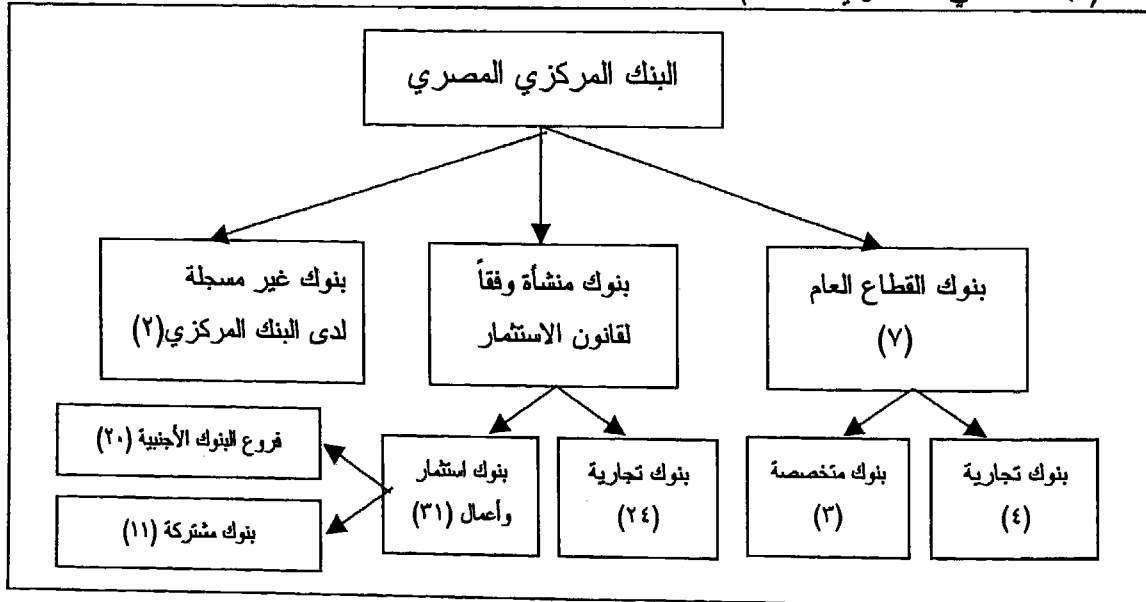 البنك المركزي المصري
بنوك القطاع العام
(٧)
بنوك منشأة وفقاً
لقانون الاستثمار
بنوك غير مسجلة
لدى البنك المركزي(٢)
بنوك تجارية
(٤)
بنوك متخصصة
(٣)
بنوك تجارية
(٢٤)
بنوك استثمار
وأعمال (٣١)
فروع البنوك الأجنبية (٢٠)
بنوك مشتركة (١١)